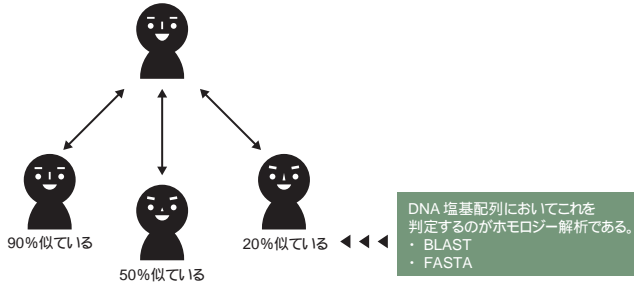 90%似ている
50%似ている
20%似ている
DNA 塩基配列においてこれを
判定するのがホモロジー解析である。
・ BLAST
・ FASTA